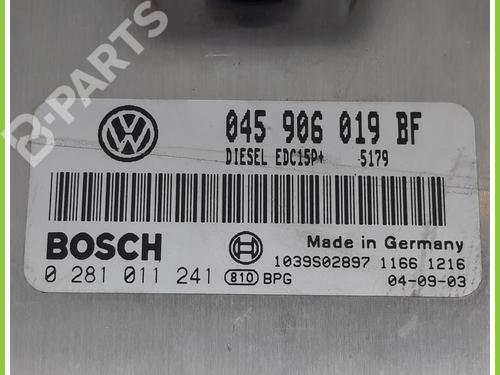 B-PARTS
045 906 019 BF
DIESEL EDC15P+ 5179
BOSCH
Made in Germany
0 281 011 241 810 BPG
1039S02897 1166 1216
04-09-03
B-PARTS